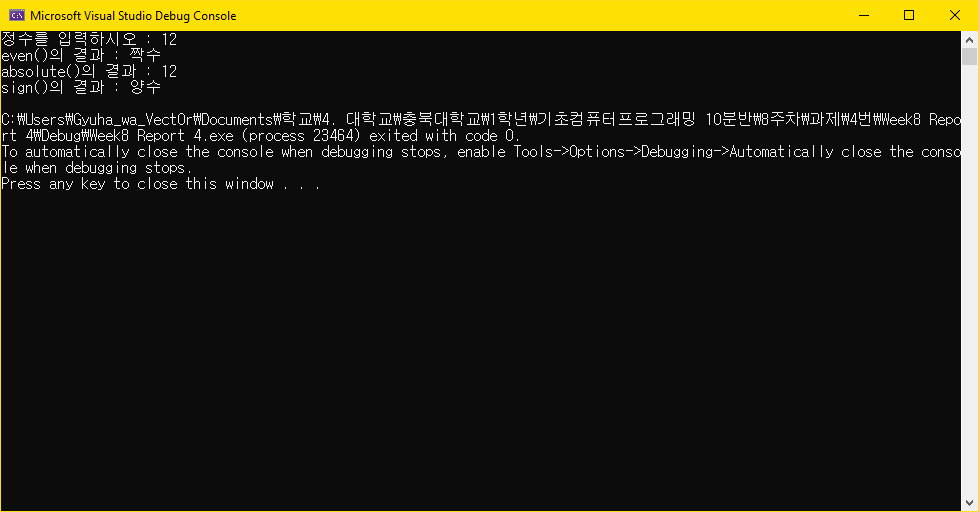 Microsoft Visual Studio Debug Console
정수를 입력하시오 : 12
even()의 결과 : 짝수
absolute()의 결과 : 12
sign()의 결과 : 양수
C:₩Users₩Gyuha_wa_Vect0r₩Documents₩학교₩4. 대학교₩충북대학교₩1학년₩기초컴퓨터프로그래밍 10분반₩8주차₩과제₩4번₩Week8 Repo
rt 4₩Debug₩Week8 Report 4.exe (process 23464) exited with code 0.
To automatically close the console when debugging stops, enable Tools->Options->Debugging->Automatically close the conso
le when debugging stops.
Press any key to close this window . . .